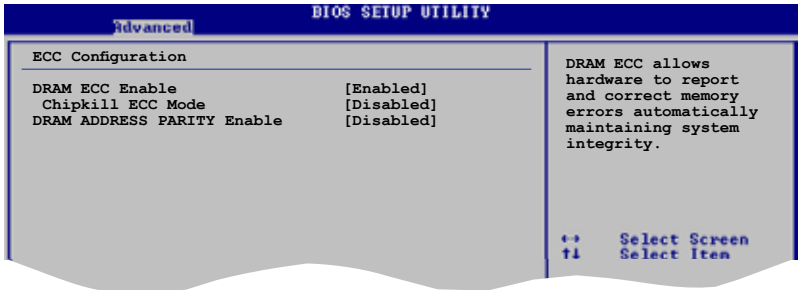 BIOS SETUP UTILITY
Advanced
ECC Configuration
DRAM ECC Enable [Enabled]
Chipkill ECC Mode [Disabled]
DRAM ADDRESS PARITY Enable [Disabled]
DRAM ECC allows
hardware to report
and correct memory
errors automatically
maintaining system
integrity.
↔ Select Screen
↑↓ Select Item